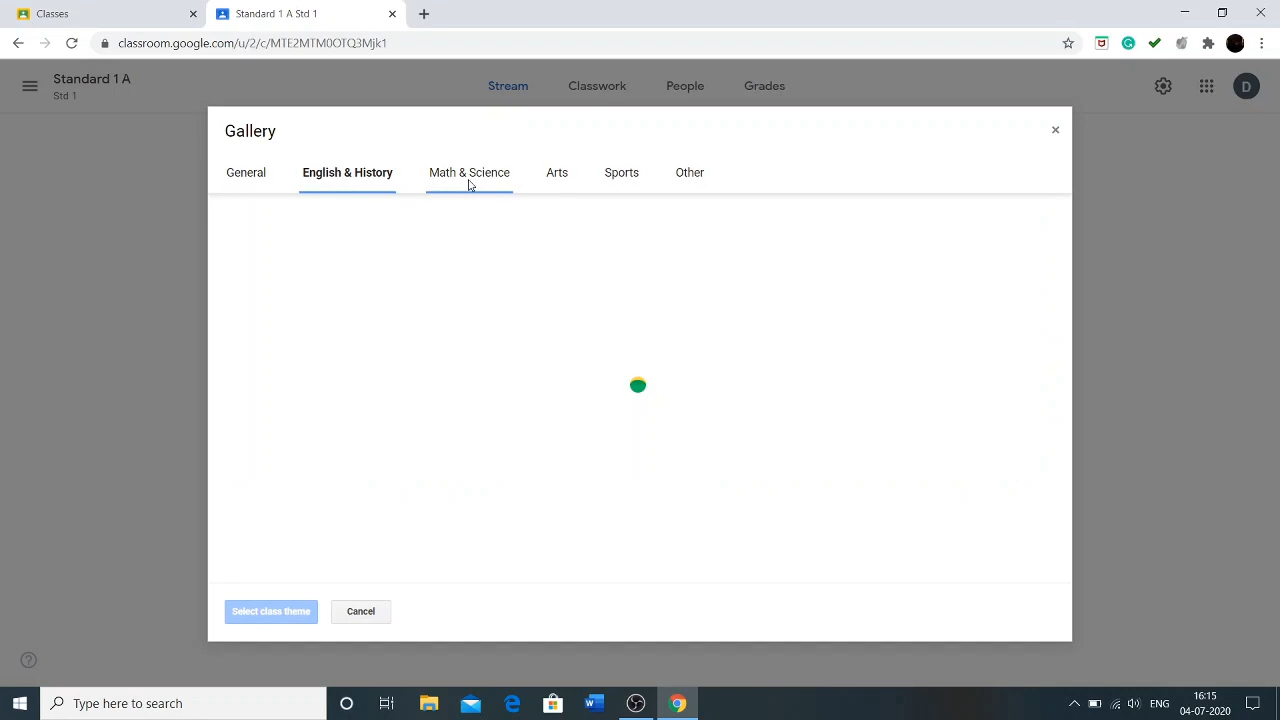 Classes
Standard 1 A Std 1
classroom.google.com/u/2/c/MTE2MTM0OTQ3Mjk1
Standard 1 A
Std 1
Stream
Classwork
People
Grades
D
Gallery
General
English & History
Math & Science
Arts
Sports
Other
Select class theme
Cancel
Type here to search
ENG
16:15
04-07-2020